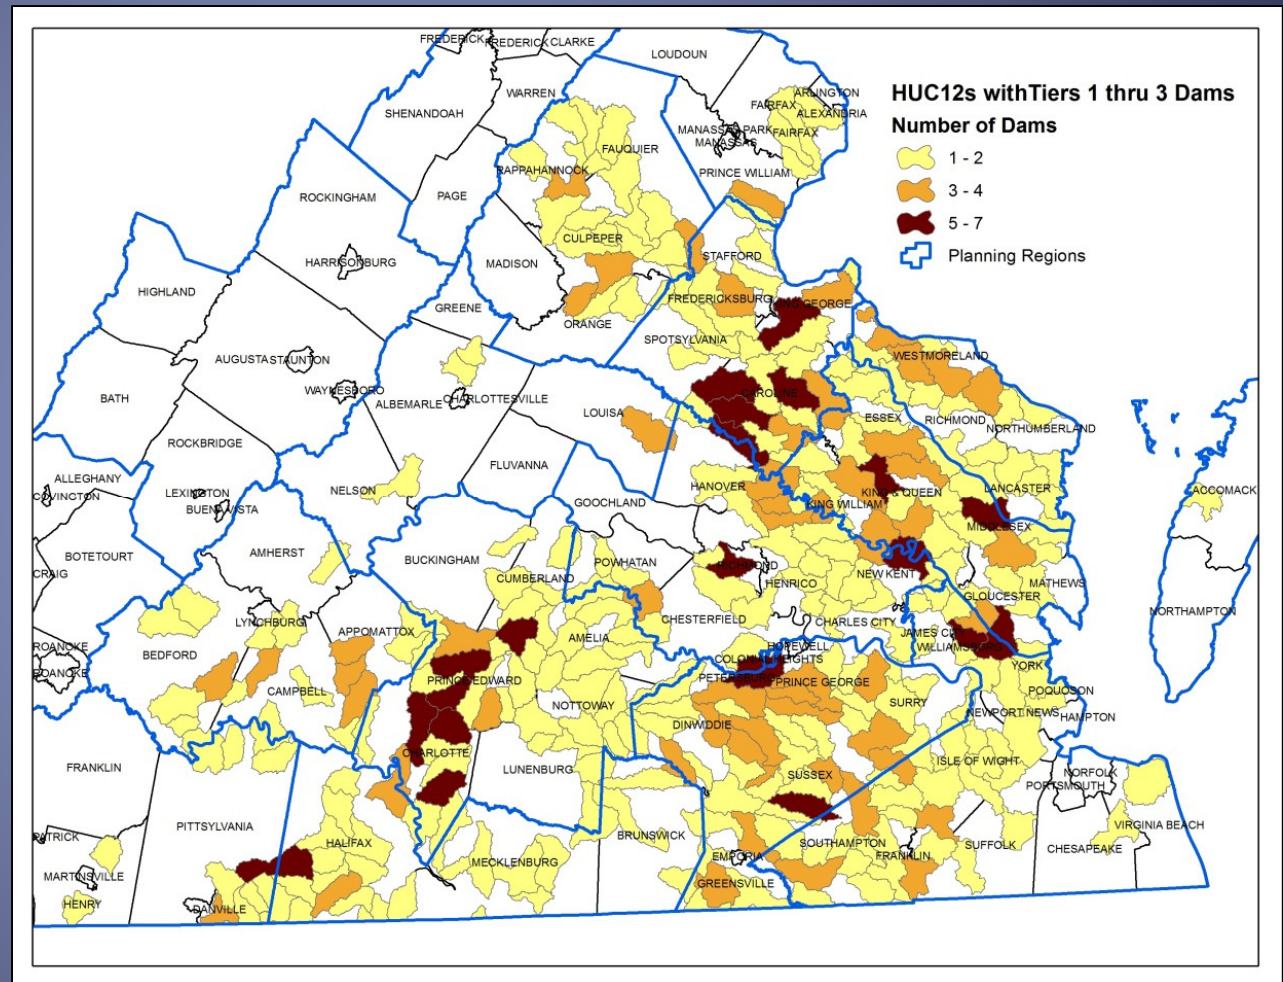 FREDERICK
FREDERICK
CLARKE
LOUDOUN
WARREN
SHENANDOAH
ARLINGTON
FAIRFAX
ALEXANDRIA
MANASSAS PARK
FAIRFAX
MANASSAS
FAUQUIER
HUC12s withTiers 1 thru 3 Dams
Number of Dams
1 - 2
3 - 4
5 - 7
Planning Regions
RAPPAHANNOCK
PRINCE WILLIAM
ROCKINGHAM
PAGE
CULPEPER
STAFFORD
HARRISONBURG
MADISON
HIGHLAND
GREENE
FREDERICKSBURG
GEORGE
ORANGE
SPOTSYLVANIA
AUGUSTA
STAUNTON
WESTMORELAND
BATH
WAYNESBORO
ALBEMARLE
CHARLOTTESVILLE
CAROLINE
LOUISA
ESSEX
RICHMOND
NORTHUMBERLAND
ROCKBRIDGE
FLUVANNA
ALLEGHANY
COVINGTON
LEXINGTON
BUENA VISTA
NELSON
GOOCHLAND
HANOVER
KING & QUEEN
KING WILLIAM
LANCASTER
ACCOMACK
MIDDLESEX
BOTETOURT
AMHERST
BUCKINGHAM
CRAIG
CUMBERLAND
POWHATAN
RICHMOND
HENRICO
NEW KENT
MATHEWS
GLOUCESTER
NORTHAMPTON
LYNCHBURG
APPOMATTOX
AMELIA
CHESTERFIELD
CHARLES CITY
JAMES CITY
WILLIAMSBURG
ROANOKE
ROANOKE
BEDFORD
HOPEWELL
COLONIAL HEIGHTS
YORK
CAMPBELL
PRINCE EDWARD
PETERSBURG
PRINCE GEORGE
POQUOSON
NOTTOWAY
SURRY
NEWPORT NEWS
HAMPTON
DINWIDDIE
CHARLOTTE
FRANKLIN
LUNENBURG
SUSSEX
ISLE OF WIGHT
NORFOLK
PORTSMOUTH
PITTSYLVANIA
PATRICK
HALIFAX
BRUNSWICK
SOUTHAMPTON
SUFFOLK
CHESAPEAKE
VIRGINIA BEACH
MARTINSVILLE
MECKLENBURG
EMPORIA
FRANKLIN
GREENSVILLE
HENRY
DANVILLE